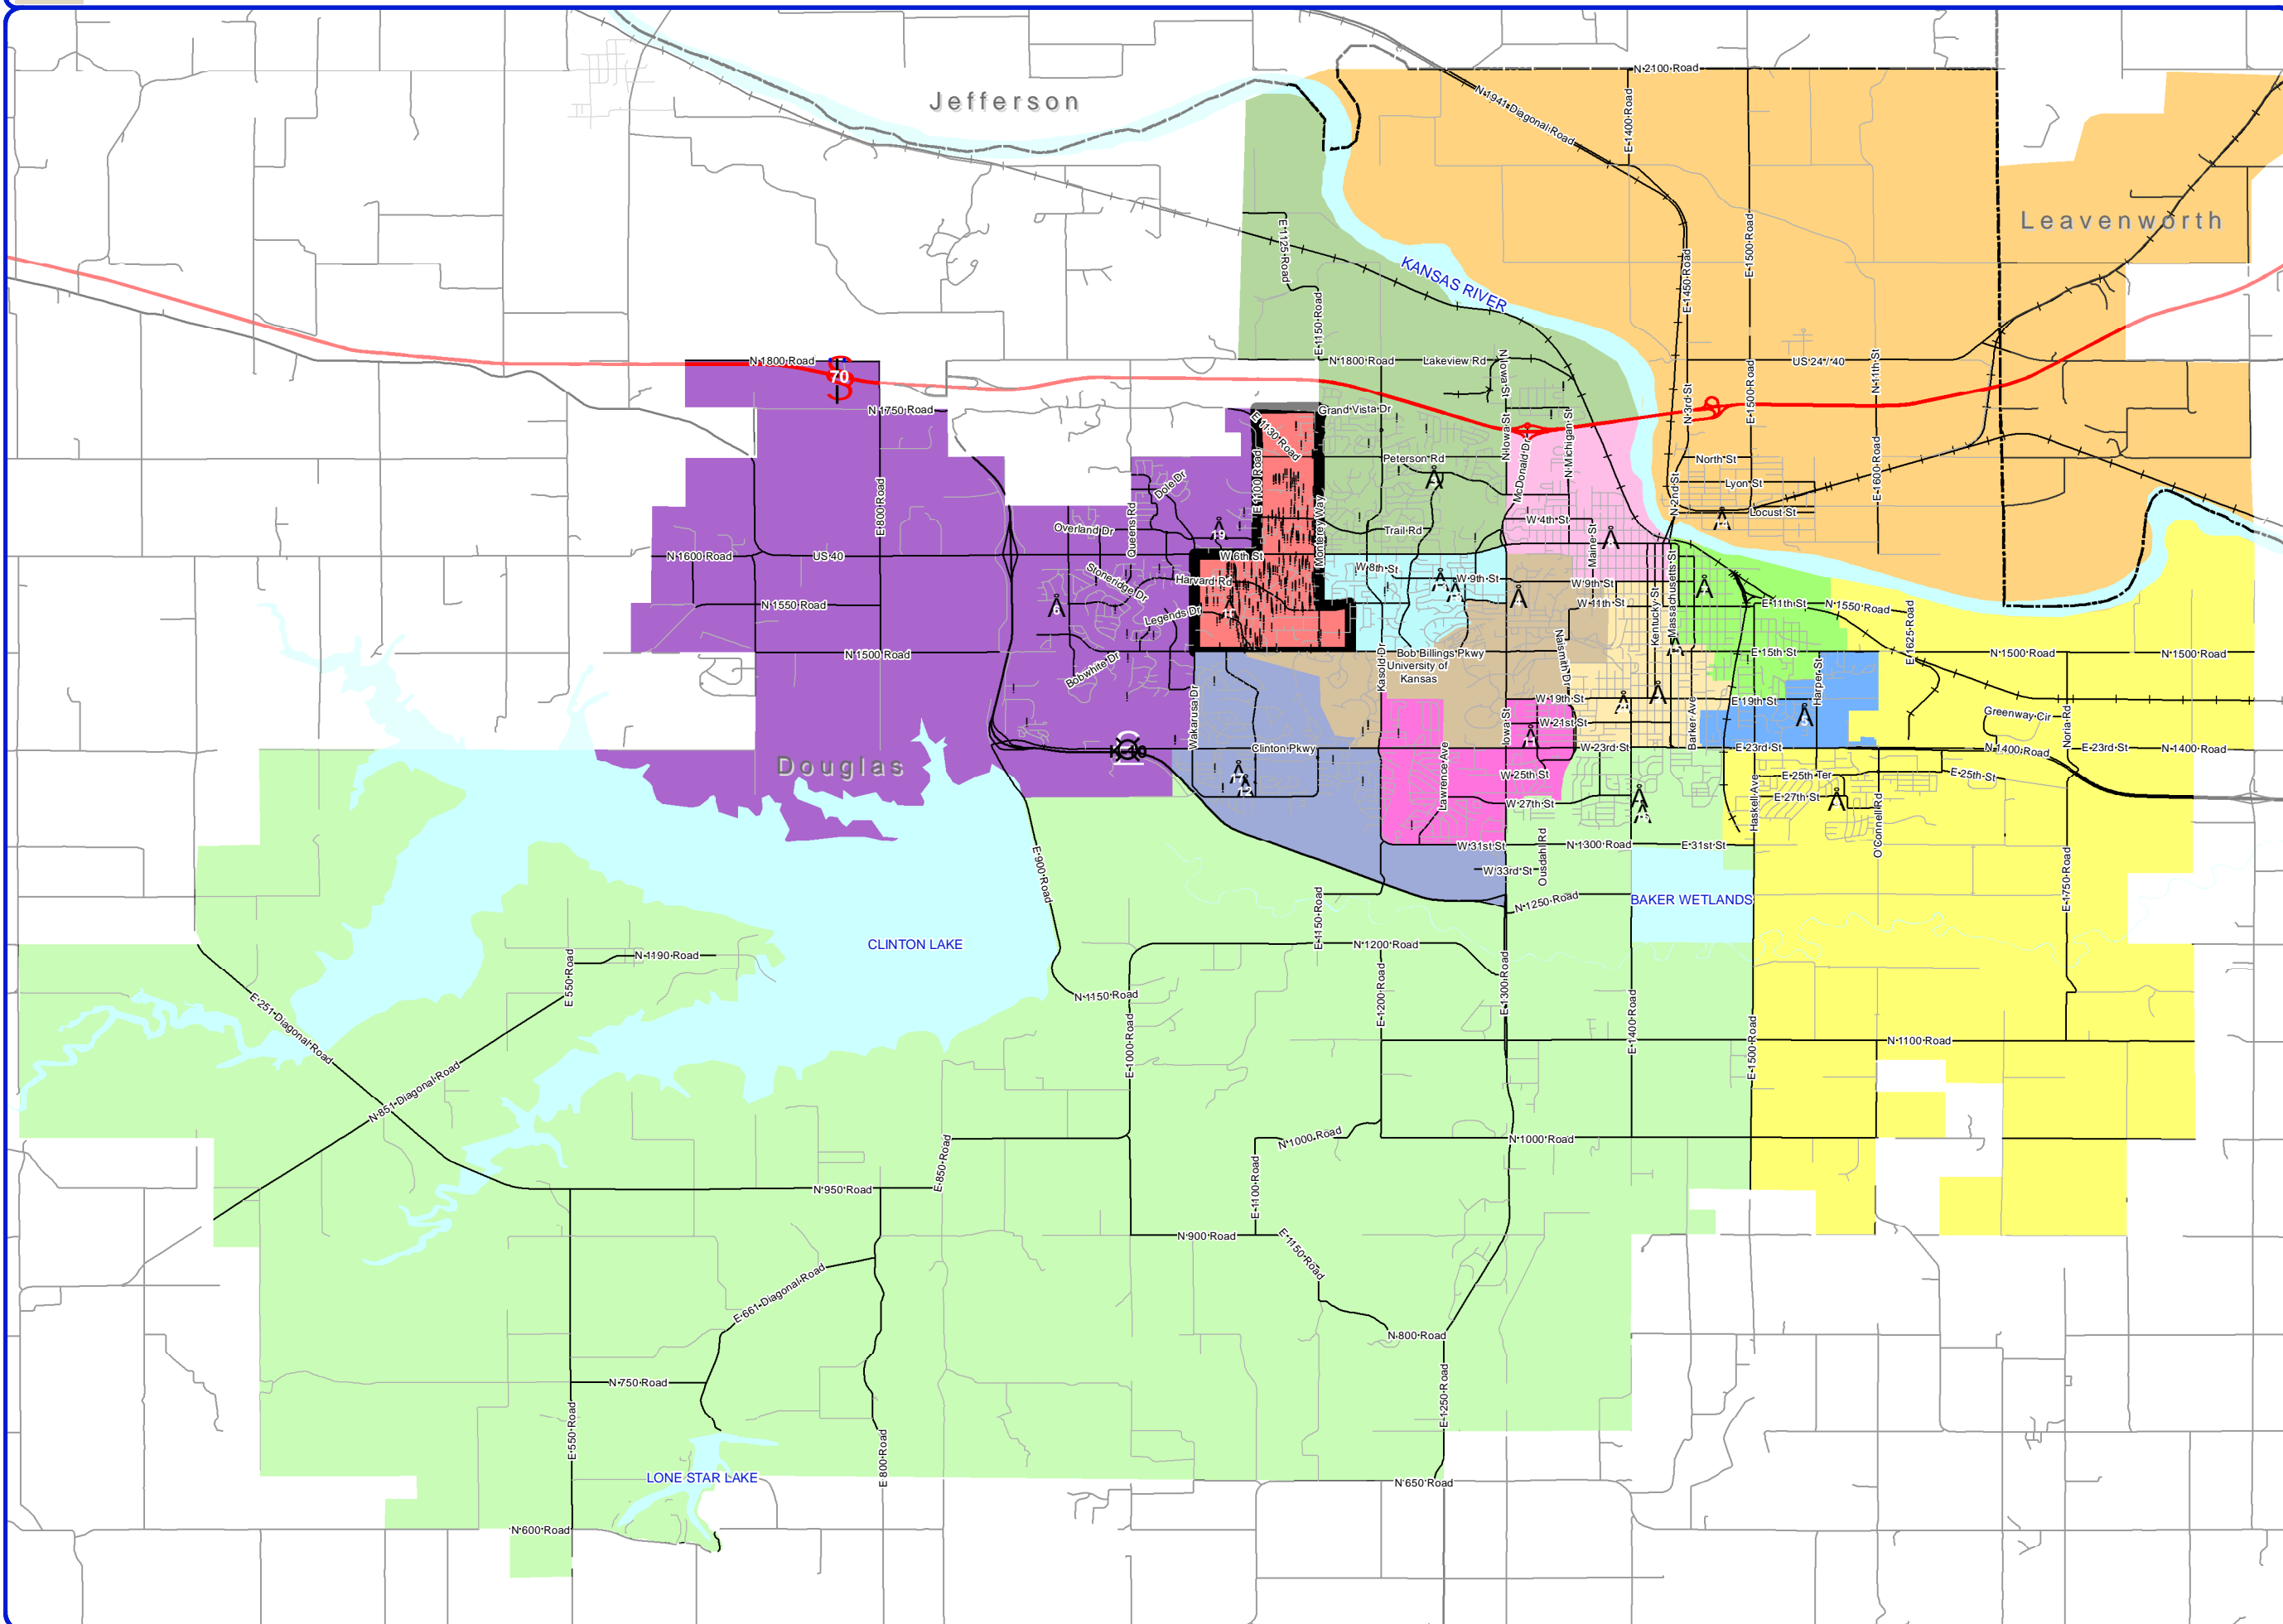 Jefferson
N 2100 Road
N 1941 Diagonal Road
E 1400 Road
Leavenworth
E 1125 Road
E 1500 Road
KANSAS RIVER
E 1450 Road
E 1150 Road
N 1800 Road
70
N 1800 Road
Lakeview Rd
N Iowa St
US 24 / 40
N 11th St
N 1750 Road
Grand Vista Dr
E 1130 Road
N 3rd St
E 1500 Road
N Iowa St
McDonald Dr
N Michigan St
Peterson Rd
North St
E 1600 Road
E 1100 Road
Dole Dr
Lyon St
N 2nd St
Locust St
E 800 Road
Queens Rd
Overland Dr
19
Monterey Way
Trail Rd
W 4th St
Maine St
14
N 1600 Road
US 40
W 6th St
Massachusetts St
Stoneridge Dr
Harvard Rd
W 8th St
W 9th St
W 9th St
N 1550 Road
6
Legends Dr
W 11th St
Kentucky St
E 11th St
N 1550 Road
E 1625 Road
N 1500 Road
Bobwhite Dr
Kasold Dr
Bob Billings Pkwy
University of
Kansas
Naismith Dr
E 15th St
N 1500 Road
N 1500 Road
Wakarusa Dr
W 19th St
E 19th St
Harper St
Iowa St
W 21st St
Barker Ave
Greenway Cir
Noria Rd
Douglas
K-10
Clinton Pkwy
W 23rd St
E 23rd St
N 1400 Road
E 23rd St
N 1400 Road
Lawrence Ave
W 25th St
E 25th Ter
E 25th St
W 27th St
Haskell Ave
E 27th St
O'Connell Rd
E 900 Road
W 31st St
Ousdahl Rd
N 1300 Road
E 31st St
W 33rd St
E 1750 Road
N 1250 Road
BAKER WETLANDS
E 1150 Road
CLINTON LAKE
N 1200 Road
E 550 Road
N 1190 Road
E 251 Diagonal Road
N 1150 Road
E 1200 Road
E 1300 Road
E 1400 Road
E 1000 Road
N 1100 Road
E 1500 Road
N 851 Diagonal Road
N 1000 Road
N 1000 Road
E 850 Road
N 950 Road
E 1100 Road
N 900 Road
E 1150 Road
E 661 Diagonal Road
N 800 Road
N 750 Road
E 1250 Road
E 550 Road
E 800 Road
LONE STAR LAKE
N 650 Road
N 600 Road